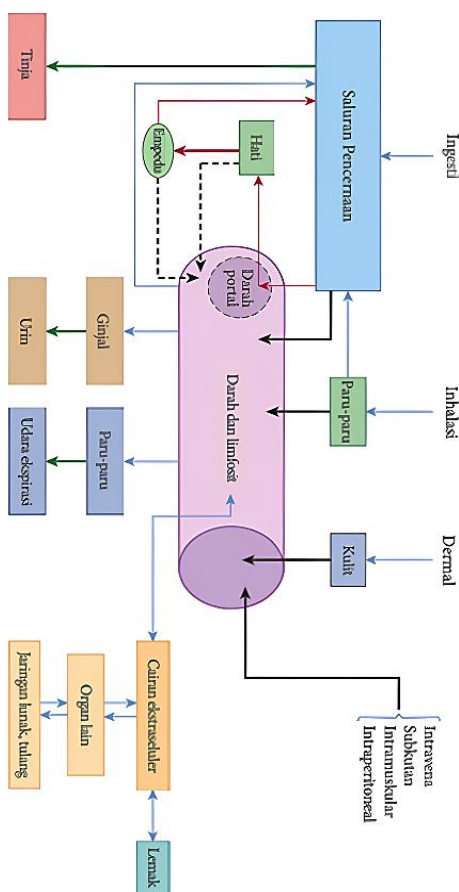 Ingesti
Inhalasi
Dermal
Intravena
Subkutan
Intramuskular
Intraperitoneal
Saluran Pencernaan
Paru-paru
Kulit
Hati
Empedu
Darah
portal
Darah dan limfosit
Tinja
Ginjal
Urin
Paru-paru
Udara ekspirasi
Cairan ekstraseluler
Organ lain
Jaringan lunak, tulang
Lemak